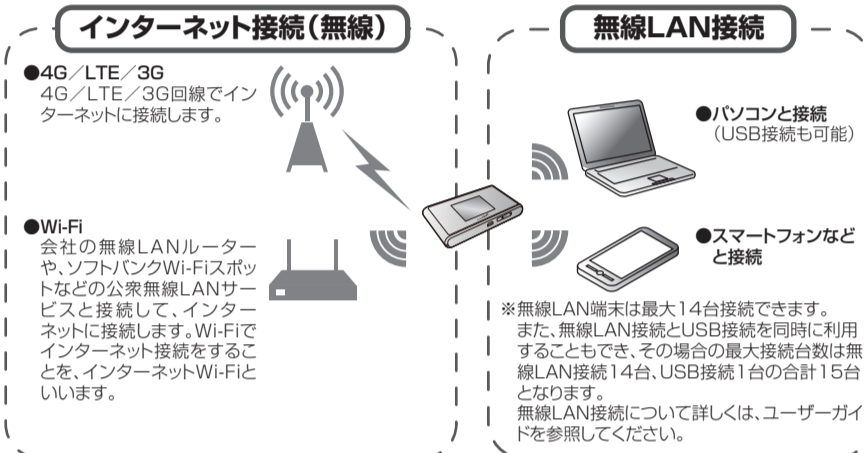 インターネット接続(無線)
●4G/LTE/3G
4G/LTE/3G回線でイン
ターネットに接続します。
●Wi-Fi
会社の無線LANルーター
や、ソフトバンクWi-Fiスポッ
トなどの公衆無線LANサー
ビスと接続して、インター
ネットに接続します。Wi-Fiで
インターネット接続をするこ
とを、インターネットWi-Fiと
いいます。
無線LAN接続
●パソコンと接続
(USB接続も可能)
●スマートフォンなど
と接続
※無線LAN端末は最大14台接続できます。
また、無線LAN接続とUSB接続を同時に利用
することもでき、その場合の最大接続台数は無
線LAN接続14台、USB接続1台の合計15台
となります。
無線LAN接続について詳しくは、ユーザーガイ
ドを参照してください。